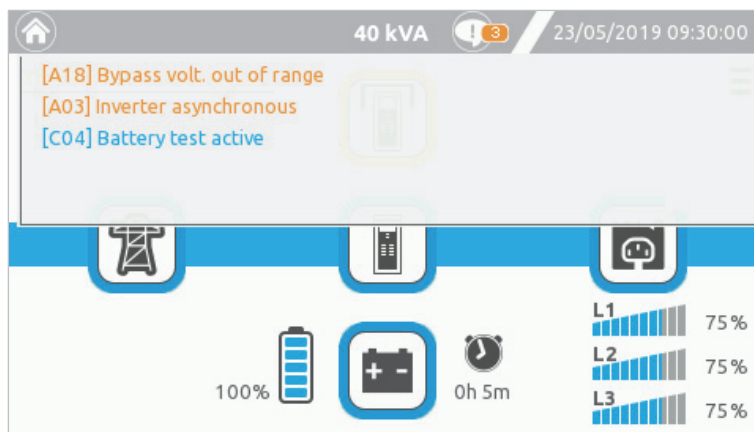 40 kVA ! 3 23/05/2019 09:30:00
[A18] Bypass volt. out of range
[A03] Inverter asynchronous
[C04] Battery test active
L1 75%
L2 75%
100% + - 0h 5m
L3 75%